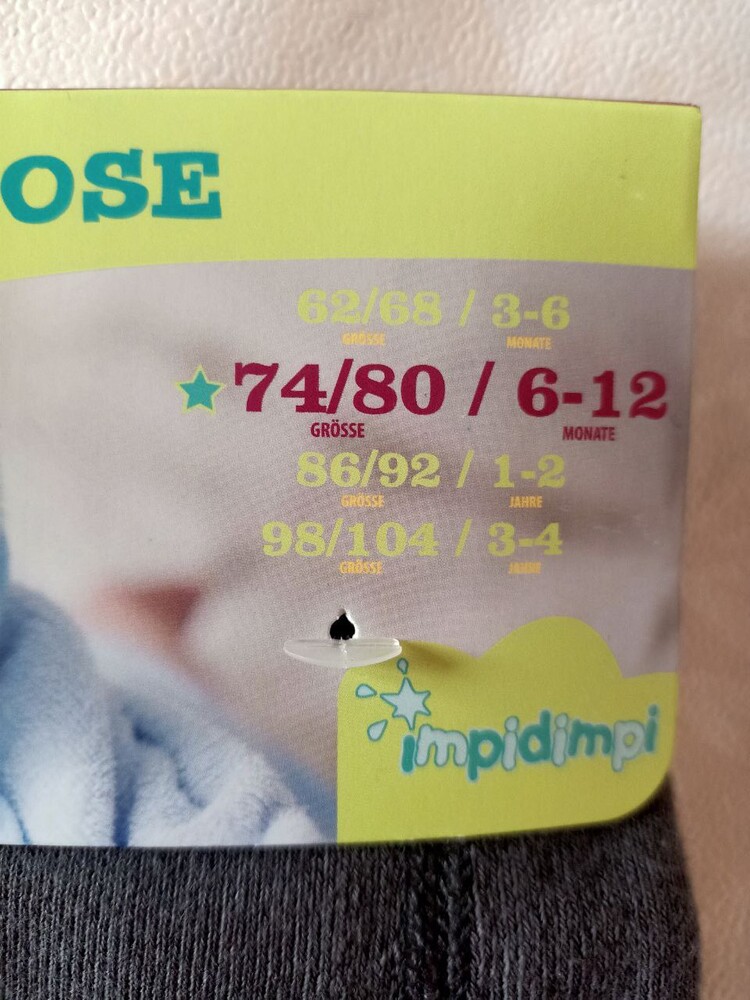 OSE
62/68 / 3-6
GRÖSSE MONATE
74/80 / 6-12
GRÖSSE MONATE
86/92 / 1-2
GRÖSSE JAHRE
98/104 / 3-4
GRÖSSE JAHRE
impidimpi